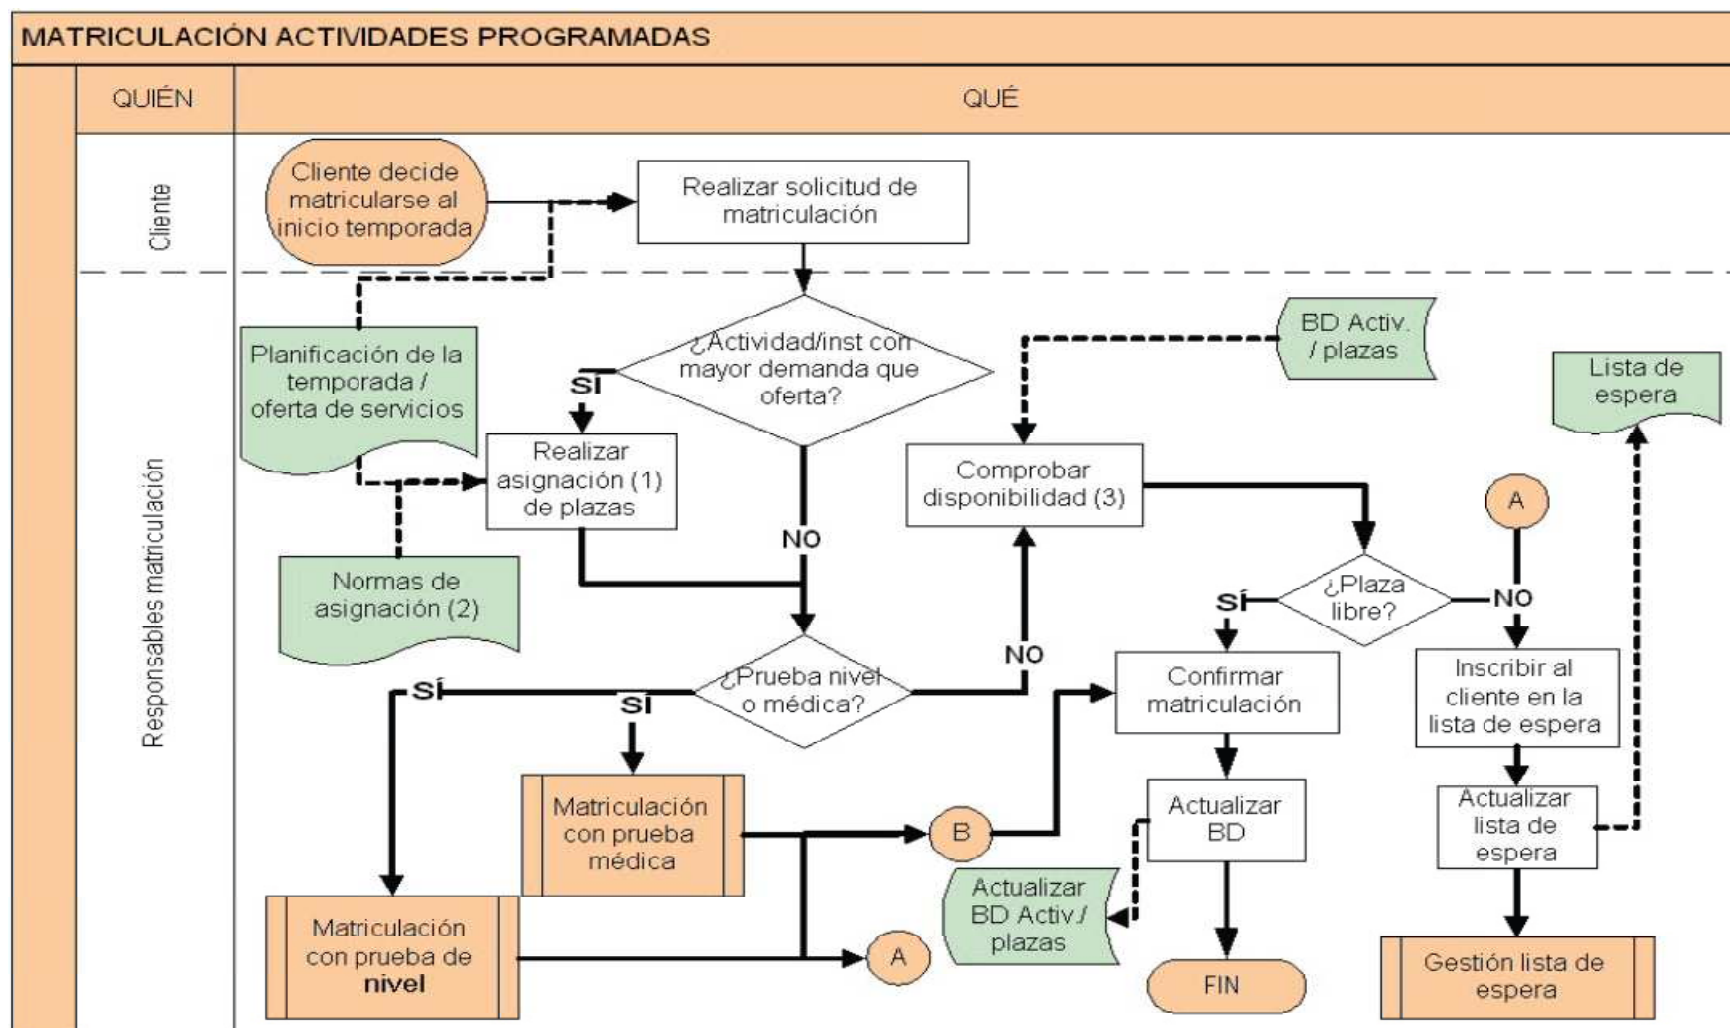 MATRICULACIÓN ACTIVIDADES PROGRAMADAS
QUIÉN
QUÉ
Cliente
Cliente decide
matricularse al
inicio temporada
Realizar solicitud de
matriculación
Responsables matriculación
Planificación de la
temporada /
oferta de servicios
¿Actividad/inst con
mayor demanda que
oferta?
SÍ
NO
BD Activ.
/ plazas
Lista de
espera
Realizar
asignación (1)
de plazas
Comprobar
disponibilidad (3)
A
Normas de
asignación (2)
¿Plaza
libre?
SÍ
NO
¿Prueba nivel
o médica?
SÍ
SÍ
NO
Confirmar
matriculación
Inscribir al
cliente en la
lista de espera
Matriculación
con prueba
médica
B
Actualizar
BD
Actualizar
lista de
espera
Matriculación
con prueba de
nivel
A
Actualizar
BD Activ./
plazas
FIN
Gestión lista de
espera